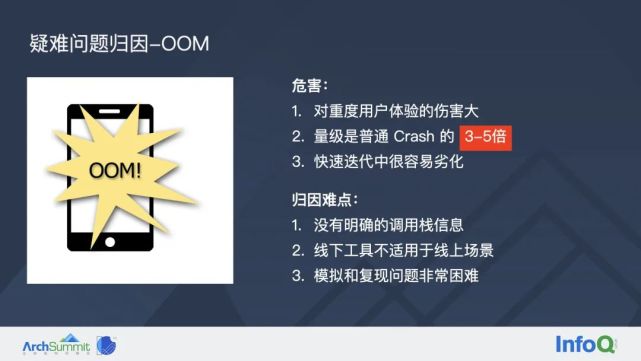 疑难问题归因-OOM
OOM!
危害：
1. 对重度用户体验的伤害大
2. 量级是普通 Crash 的 3-5倍
3. 快速迭代中很容易劣化
归因难点：
1. 没有明确的调用栈信息
2. 线下工具不适用于线上场景
3. 模拟和复现问题非常困难
ArchSummit
InfoQ